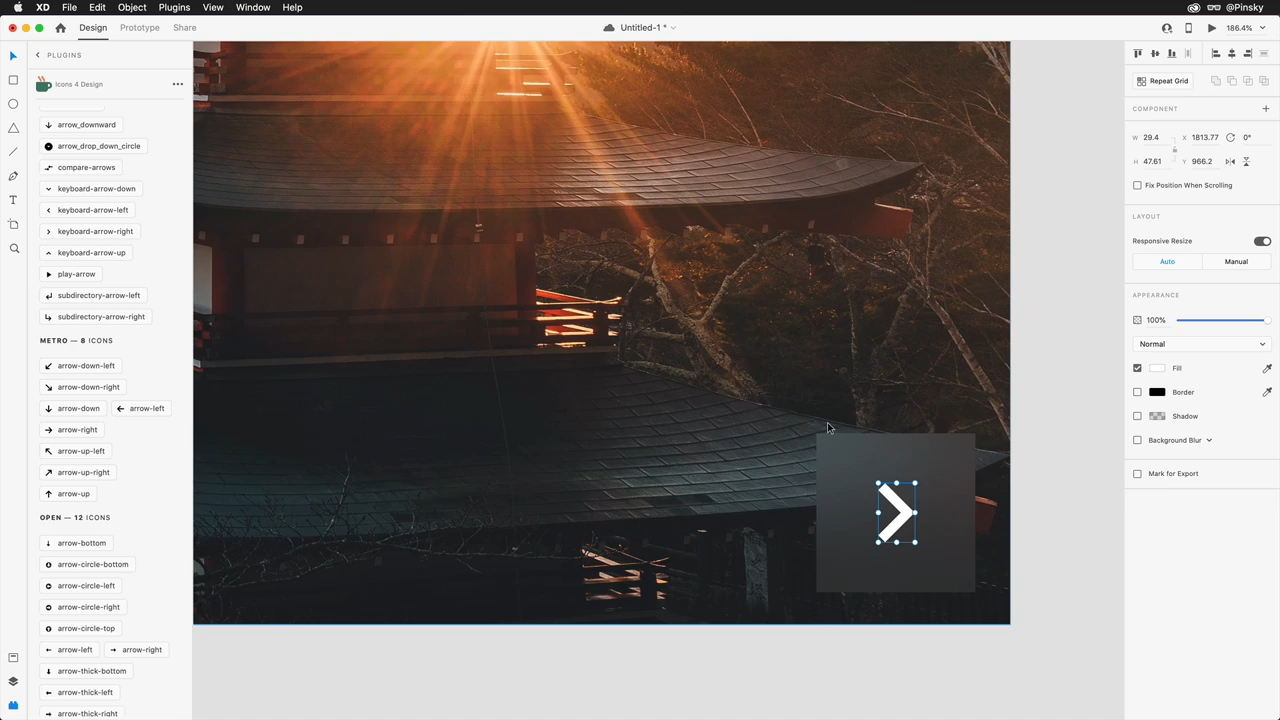 XD File Edit Object Plugins View Window Help @Pinsky
Design Prototype Share Untitled-1 * 186.4%
PLUGINS
Icons 4 Design
arrow_downward
arrow_drop_down_circle
compare-arrows
keyboard-arrow-down
keyboard-arrow-left
keyboard-arrow-right
keyboard-arrow-up
play-arrow
subdirectory-arrow-left
subdirectory-arrow-right
METRO — 8 ICONS
arrow-down-left
arrow-down-right
arrow-down arrow-left
arrow-right
arrow-up-left
arrow-up-right
arrow-up
OPEN — 12 ICONS
arrow-bottom
arrow-circle-bottom
arrow-circle-left
arrow-circle-right
arrow-circle-top
arrow-left arrow-right
arrow-thick-bottom
arrow-thick-left
arrow-thick-right
Repeat Grid
COMPONENT
W 29.4 X 1813.77 0°
H 47.61 Y 966.2
Fix Position When Scrolling
LAYOUT
Responsive Resize
Auto Manual
APPEARANCE
100%
Normal
Fill
Border
Shadow
Background Blur
Mark for Export